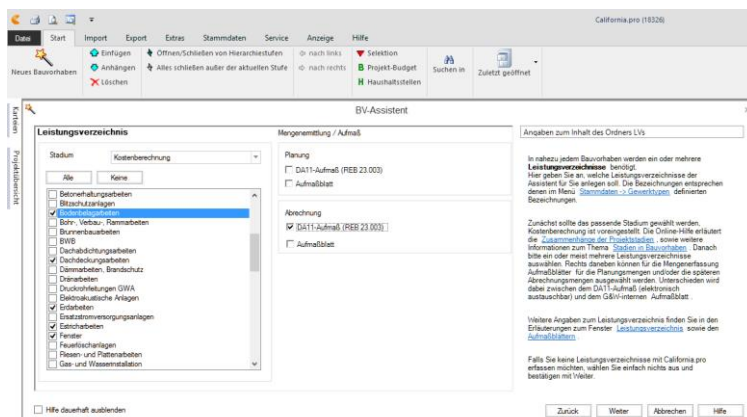 California.pro (18326)
Datei Start Import Export Extras Stammdaten Service Anzeige Hilfe
Neues Bauvorhaben
Einfügen
Anhängen
Löschen
Öffnen/Schließen von Hierarchiestufen
Alles schließen außer der aktuellen Stufe
nach links
nach rechts
Selektion
B Projekt-Budget
H Haushaltsstellen
Suchen in
Zuletzt geöffnet
Karteien
Projektübersicht
BV-Assistent
Leistungsverzeichnis
Stadium Kostenberechnung
Alle Keine
Betonerhaltungsarbeiten
Blitzschutzanlagen
Bodenbelagarbeiten
Bohr-, Verbau-, Rammarbeiten
Brunnenbauarbeiten
BWB
Dachabdichtungsarbeiten
Dachdeckungsarbeiten
Dämmarbeiten, Brandschutz
Dränarbeiten
Druckrohrleitungen GWA
Elektroakustische Anlagen
Erdarbeiten
Ersatzstromversorgungsanlagen
Estricharbeiten
Fenster
Feuerlöschanlagen
Fliesen- und Plattenarbeiten
Gas- und Wasserinstallation
Mengenermittlung / Aufmaß
Planung
DA11-Aufmaß (REB 23.003)
Aufmaßblatt
Abrechnung
DA11-Aufmaß (REB 23.003)
Aufmaßblatt
Angaben zum Inhalt des Ordners LVs
In nahezu jedem Bauvorhaben werden ein oder mehrere
Leistungsverzeichnisse benötigt.
Hier geben Sie an, welche Leistungsverzeichnisse der
Assistent für Sie anlegen soll. Die Bezeichnungen entsprechen
denen im Menü Stammdaten -> Gewerktypen definierten
Bezeichnungen.
Zunächst sollte das passende Stadium gewählt werden,
Kostenberechnung ist voreingestellt. Die Online-Hilfe erläutert
die Zusammenhänge der Projektstadien, sowie weitere
Informationen zum Thema Stadien in Bauvorhaben. Danach
bitte ein oder meist mehrere Leistungsverzeichnisse
auswählen. Rechts daneben können für die Mengenerfassung
Aufmaßblätter für die Planungsmengen und/oder die späteren
Abrechnungsmengen ausgewählt werden. Unterschieden wird
dabei zwischen dem DA11-Aufmaß (elektronisch
austauschbar) und dem G&W-internen Aufmaßblatt.
Weitere Angaben zum Leistungsverzeichnis finden Sie in den
Erläuterungen zum Fenster Leistungsverzeichnis sowie den
Aufmaßblättern.
Falls Sie keine Leistungsverzeichnisse mit California.pro
erfassen möchten, wählen Sie einfach nichts aus und
bestätigen mit Weiter.
Hilfe dauerhaft ausblenden
Zurück Weiter Abbrechen Hilfe